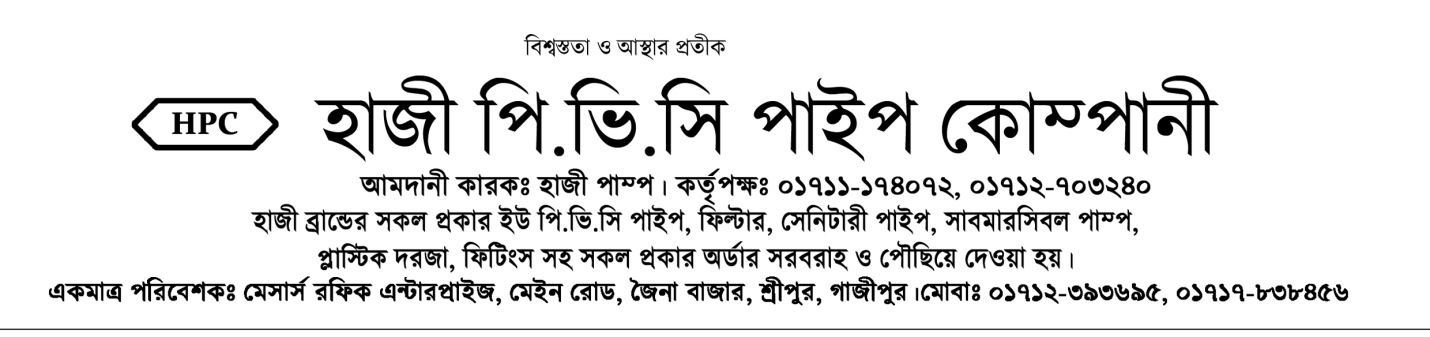 বিশ্বস্ততা ও আস্থার প্রতীক
HPC হাজী পি.ভি.সি পাইপ কোম্পানী
আমদানী কারকঃ হাজী পাম্প। কর্তৃপক্ষঃ ০১৭১১-১৭৪০৭২, ০১৭১২-৭০৩২৪০
হাজী ব্রান্ডের সকল প্রকার ইউ পি.ভি.সি পাইপ, ফিল্টার, সেনিটারী পাইপ, সাবমারসিবল পাম্প,
প্লাস্টিক দরজা, ফিটিংস সহ সকল প্রকার অর্ডার সরবরাহ ও পৌছিয়ে দেওয়া হয়।
একমাত্র পরিবেশকঃ মেসার্স রফিক এন্টারপ্রাইজ, মেইন রোড, জৈনা বাজার, শ্রীপুর, গাজীপুর।মোবাঃ ০১৭১২-৩৯৩৬৯৫, ০১৭১৭-৮৩৮৪৫৬